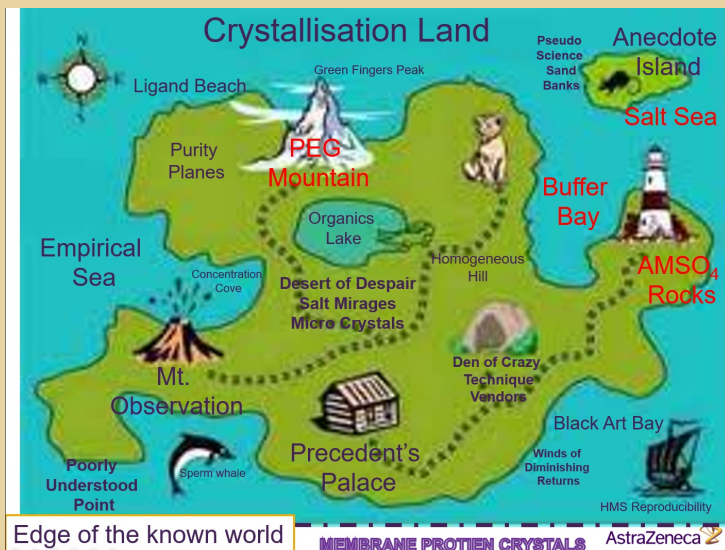 Crystallisation Land
N
E
S
W
Ligand Beach
Green Fingers Peak
Pseudo
Science
Sand
Banks
Anecdote
Island
Salt Sea
Purity
Planes
PEG
Mountain
Organics
Lake
Buffer
Bay
Empirical
Sea
Concentration
Cove
Desert of Despair
Salt Mirages
Micro Crystals
Homogeneous
Hill
AMSO4
Rocks
Mt.
Observation
Den of Crazy
Technique
Vendors
Precedent's
Palace
Black Art Bay
Winds of
Diminishing
Returns
Poorly
Understood
Point
Sperm whale
HMS Reproducibility
Edge of the known world
MEMBRANE PROTIEN CRYSTALS
AstraZeneca